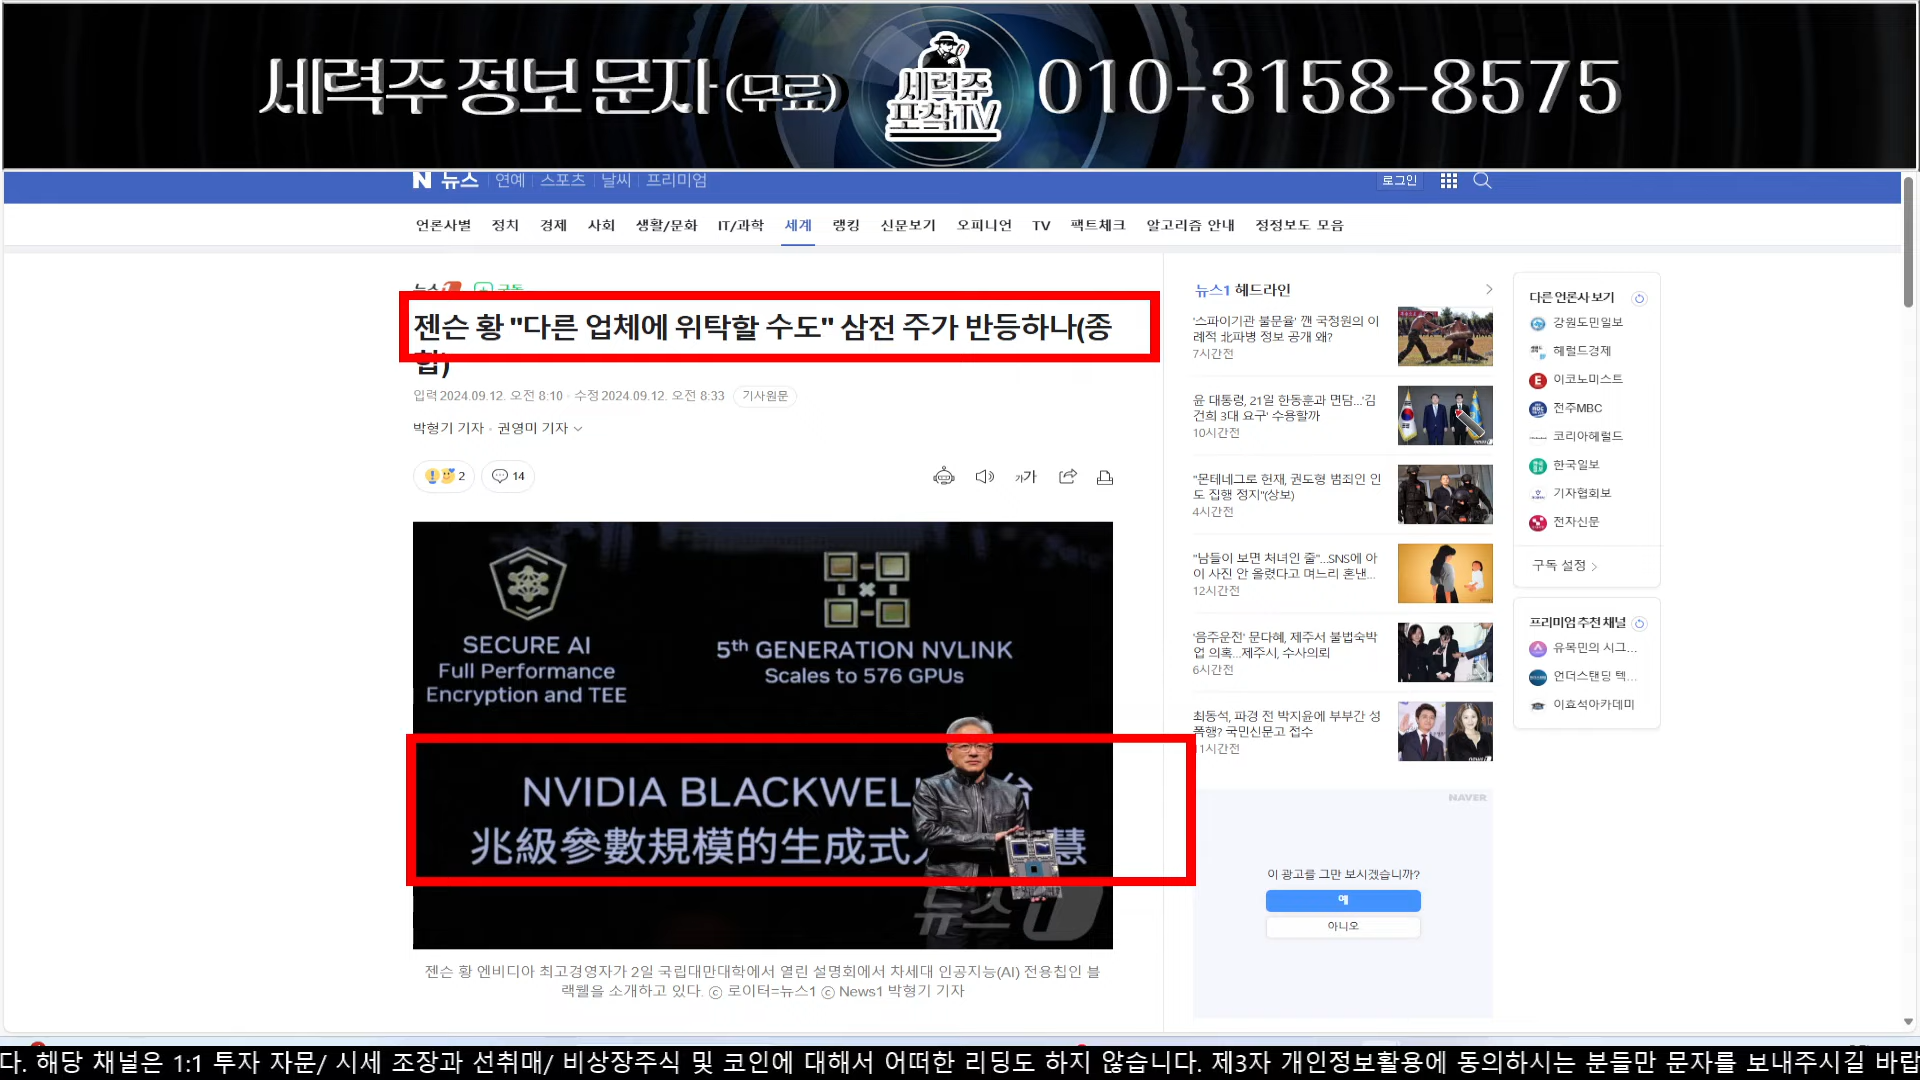 세력주 정보 문자 (무료)
세력주
포착TV
010-3158-8575
N 뉴스 연예 스포츠 날씨 프리미엄
로그인
언론사별 정치 경제 사회 생활/문화 IT/과학 세계 랭킹 신문보기 오피니언 TV 팩트체크 알고리즘 안내 정정보도 모음
뉴스1 구독
젠슨 황 "다른 업체에 위탁할 수도" 삼전 주가 반등하나(종
합)
입력 2024.09.12. 오전 8:10 · 수정 2024.09.12. 오전 8:33 기사원문
박형기 기자 · 권영미 기자
2 14
가가
SECURE AI
Full Performance
Encryption and TEE
5th GENERATION NVLINK
Scales to 576 GPUs
NVIDIA BLACKWELL 台
兆級參數規模的生成式人 慧
뉴스1
젠슨 황 엔비디아 최고경영자가 2일 국립대만대학에서 열린 설명회에서 차세대 인공지능(AI) 전용칩인 블
랙웰을 소개하고 있다. ⓒ 로이터=뉴스1 ⓒ News1 박형기 기자
뉴스1 헤드라인
'스파이기관 불문율' 깬 국정원의 이
례적 北파병 정보 공개 왜?
7시간전
윤 대통령, 21일 한동훈과 면담…'김
건희 3대 요구' 수용할까
10시간전
"몬테네그로 헌재, 권도형 범죄인 인
도 집행 정지"(상보)
4시간전
"남들이 보면 처녀인 줄"…SNS에 아
이 사진 안 올렸다고 며느리 혼낸…
12시간전
'음주운전' 문다혜, 제주서 불법숙박
업 의혹…제주시, 수사의뢰
6시간전
최동석, 파경 전 박지윤에 부부간 성
폭행? 국민신문고 접수
11시간전
NAVER
이 광고를 그만 보시겠습니까?
예
아니오
다른 언론사 보기
강원도민일보
헤럴드경제
이코노미스트
전주MBC
코리아헤럴드
한국일보
기자협회보
전자신문
구독 설정
프리미엄 추천 채널
유목민의 시그...
언더스탠딩 텍...
이효석아카데미
다. 해당 채널은 1:1 투자 자문/ 시세 조장과 선취매/ 비상장주식 및 코인에 대해서 어떠한 리딩도 하지 않습니다. 제3자 개인정보활용에 동의하시는 분들만 문자를 보내주시길 바랍